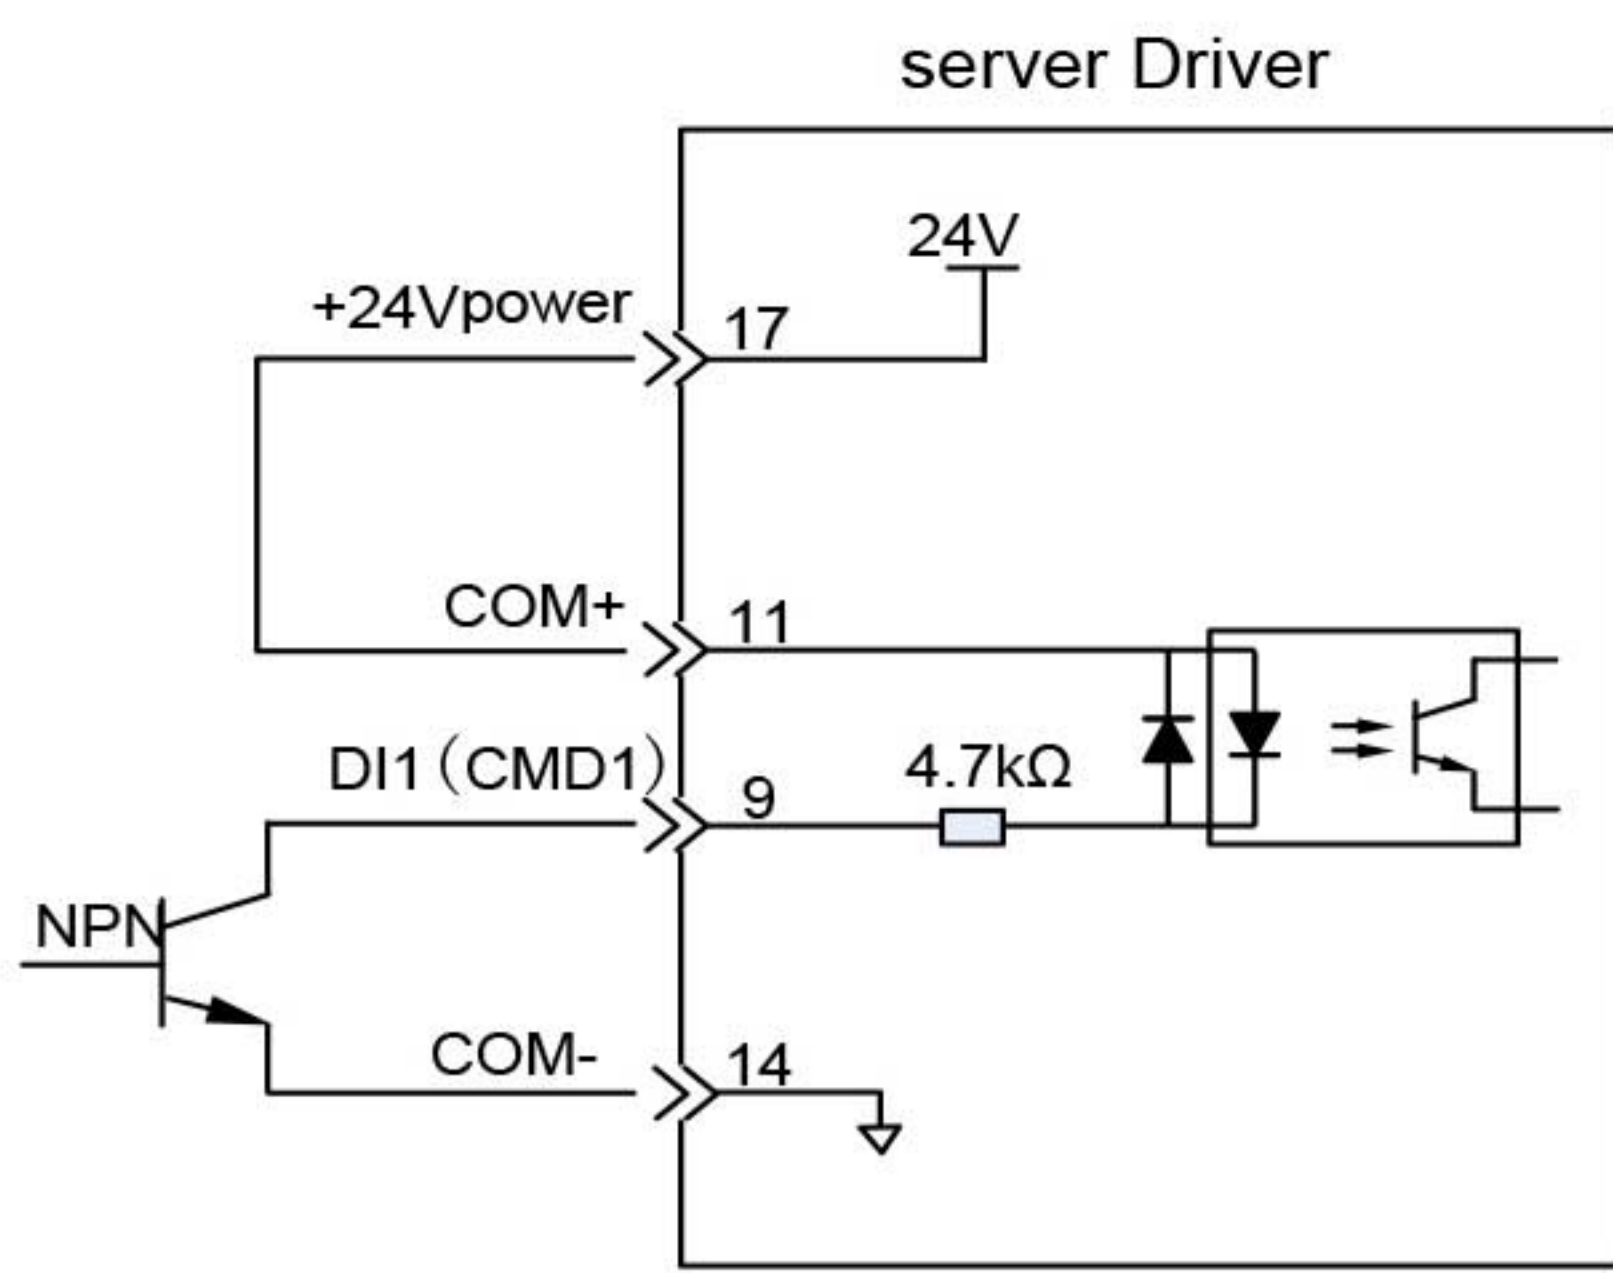 server Driver
24V
+24Vpower
17
COM+
11
DI1（CMD1）
9
4.7kΩ
NPN
COM-
14